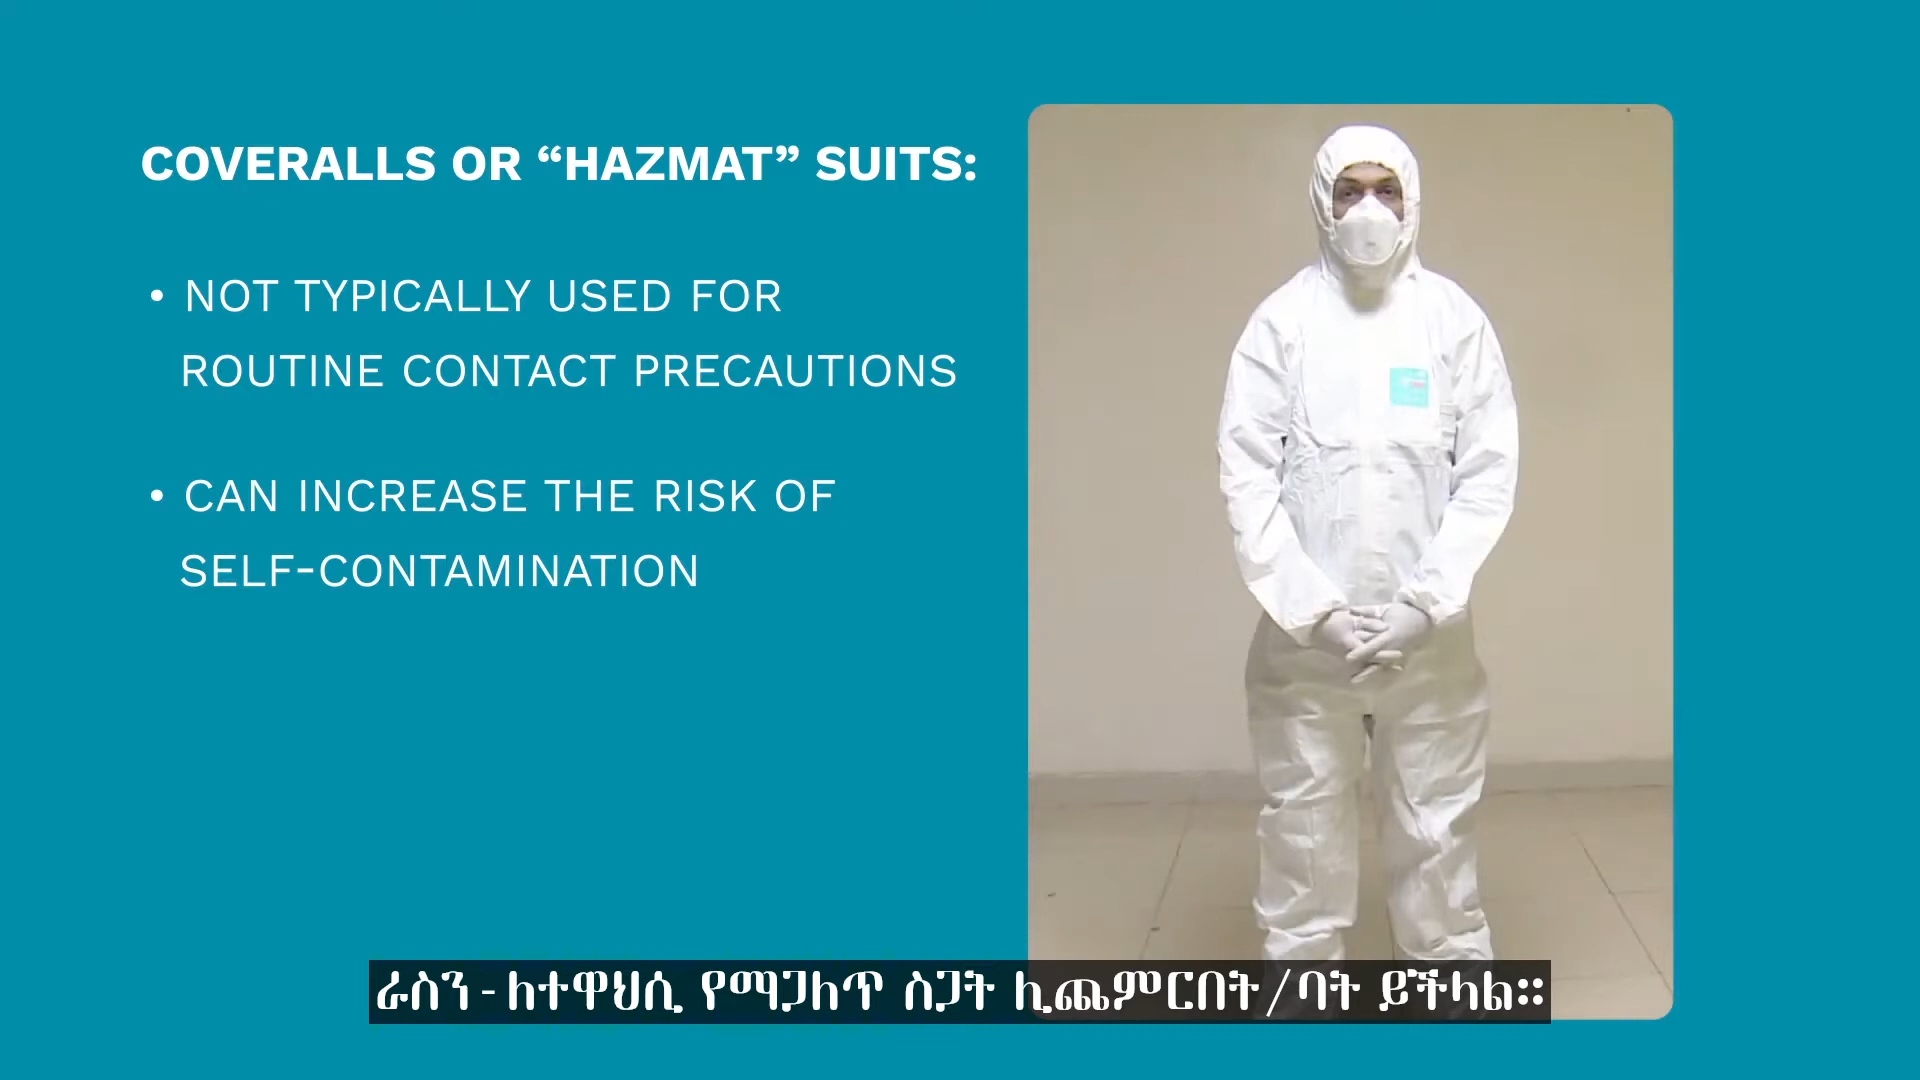 COVERALLS OR “HAZMAT” SUITS:
• NOT TYPICALLY USED FOR
ROUTINE CONTACT PRECAUTIONS
• CAN INCREASE THE RISK OF
SELF-CONTAMINATION
ራስን-ለተዋህሲ የማጋለጥ ስጋት ሊጨምርበት/ባት ይችላል።